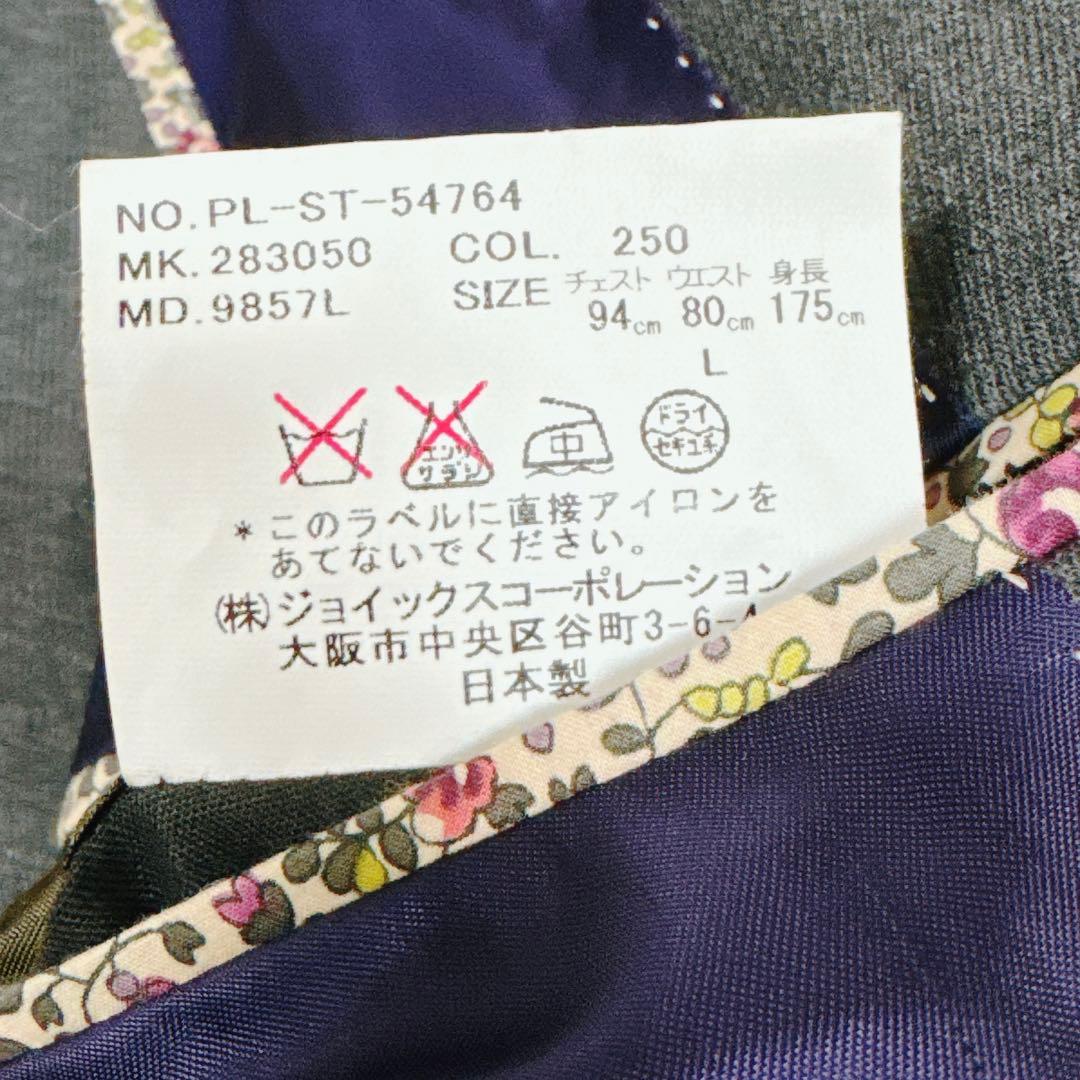 NO.PL-ST-54764
MK.283050 COL. 250
MD.9857L SIZE チェスト ウエスト 身長
94cm 80cm 175cm
L
エンソ サラシ 中 ドライ セキユ系
*このラベルに直接アイロンを
あてないでください。
(株)ジョイックスコーポレーション
大阪市中央区谷町3-6-4
日本製